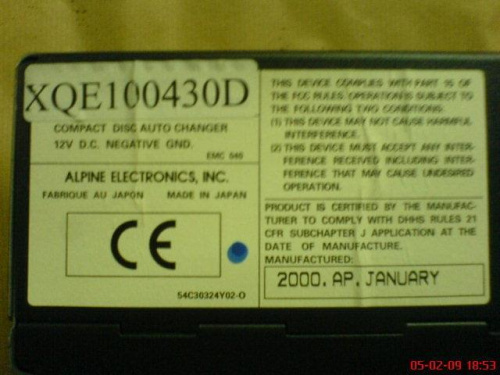 XQE100430D
COMPACT DISC AUTO CHANGER
12V D.C. NEGATIVE GND.
EMC 040
ALPINE ELECTRONICS, INC.
FABRIQUE AU JAPON MADE IN JAPAN
CE
54C30324Y02-O
THIS DEVICE COMPLIES WITH PART 15 OF
THE FCC RULES OPERATION IS SUBJECT TO
THE FOLLOWING TWO CONDITIONS:
(1) THIS DEVICE MAY NOT CAUSE HARMFUL
INTERFERENCE.
(2) THIS DEVICE MUST ACCEPT ANY INTER-
FERENCE RECEIVED INCLUDING INTER-
FERENCE THAT MAY CAUSE UNDESIRED
OPERATION.
PRODUCT IS CERTIFIED BY THE MANUFAC-
TURER TO COMPLY WITH DHHS RULES 21
CFR SUBCHAPTER J APPLICATION AT THE
DATE OF MANUFACTURE.
MANUFACTURED:
2000.AP.JANUARY
05-02-09 18:53